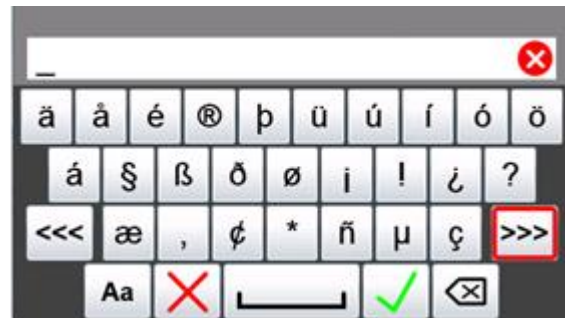 _
ä å é ® þ ü ú í ó ö
á § ß ð ø ¡ ! ¿ ?
<<< æ , ¢ * ñ µ ç >>>
Aa